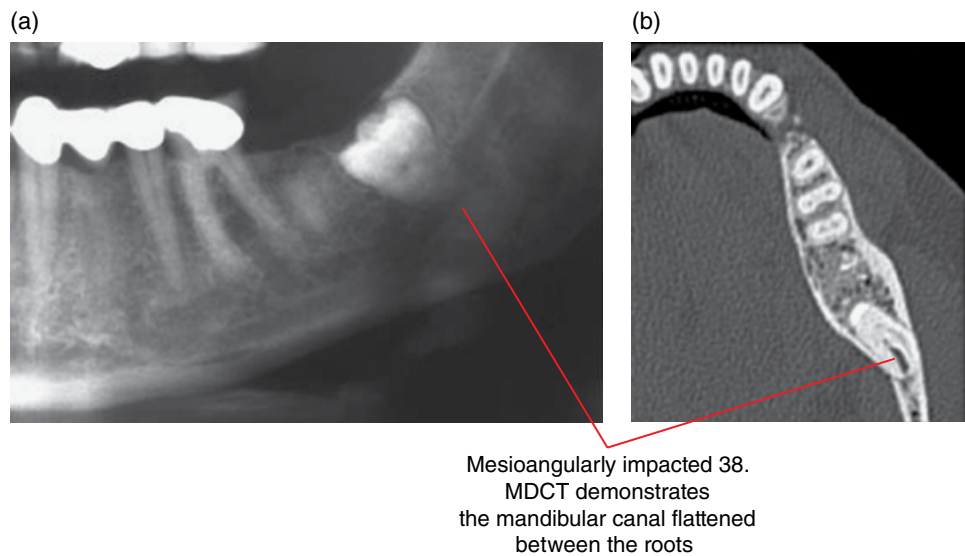 (a)
(b)
Mesioangularly impacted 38.
MDCT demonstrates
the mandibular canal flattened
between the roots